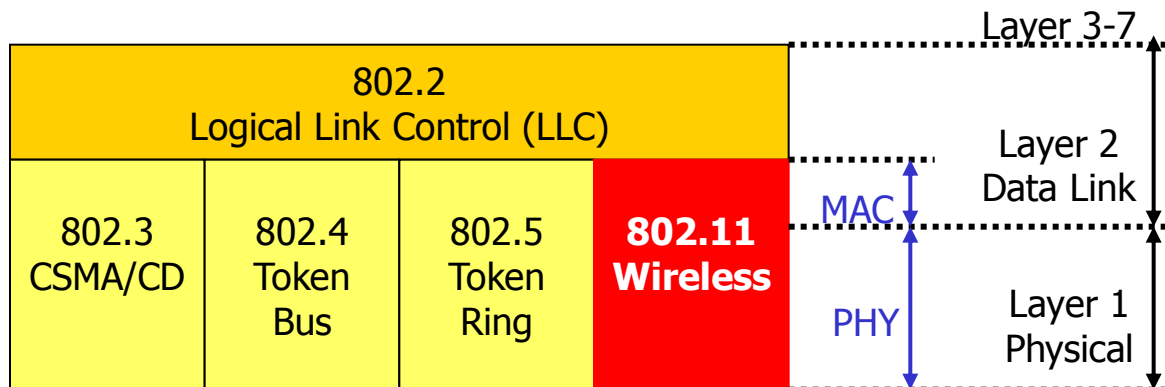 Layer 3-7
802.2
Logical Link Control (LLC)
Layer 2
Data Link
MAC
802.3
CSMA/CD
802.4
Token
Bus
802.5
Token
Ring
802.11
Wireless
PHY
Layer 1
Physical